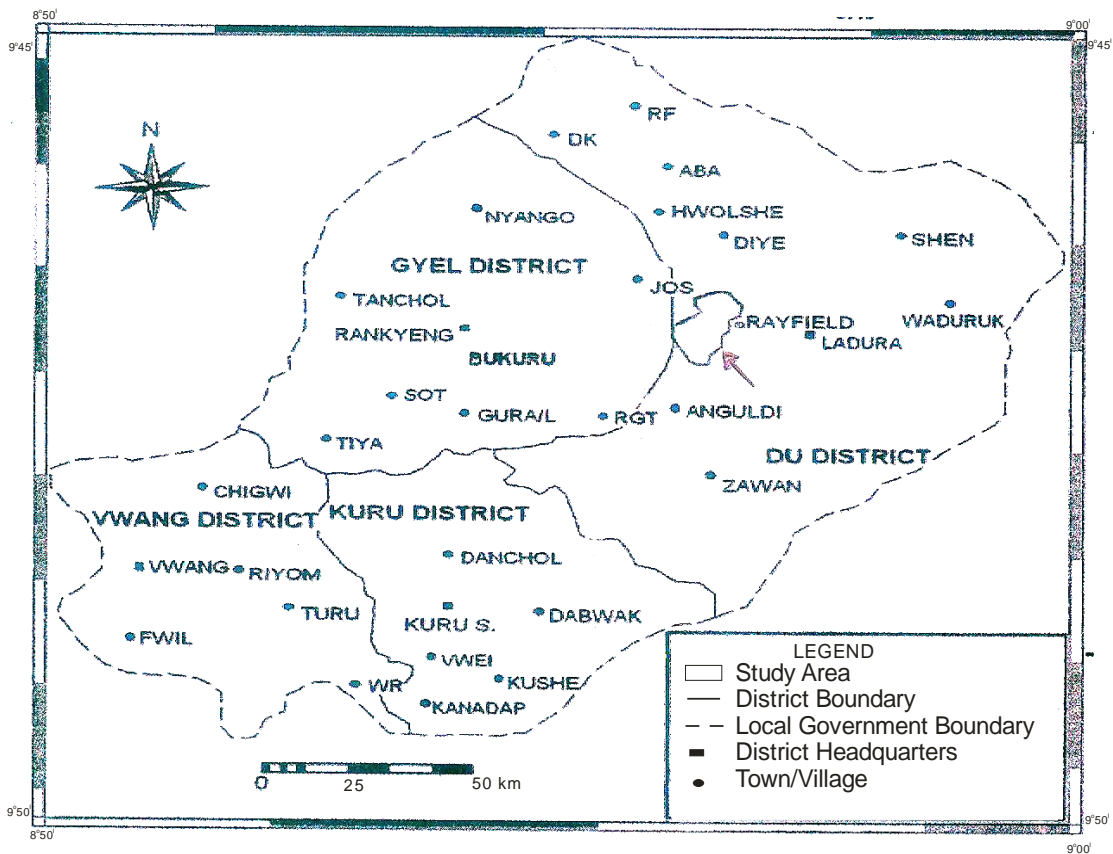 8°50'
9°00'
9°45'
9°45'
N
RF
DK
ABA
HWOLSHE
NYANGO
DIYE
SHEN
GYEL DISTRICT
JOS
TANCHOL
RAYFIELD
WADURUK
RANKYENG
LADURA
BUKURU
SOT
GURA/L
RGT
ANGULDI
TIYA
DU DISTRICT
ZAWAN
CHIGWI
VWANG DISTRICT
KURU DISTRICT
DANCHOL
VWANG
RIYOM
TURU
KURU S.
DABWAK
FWIL
VWEI
KUSHE
WR
KANADAP
LEGEND
Study Area
District Boundary
Local Government Boundary
District Headquarters
Town/Village
0 25 50 km
9°50'
9°50'
8°50'
9°00'